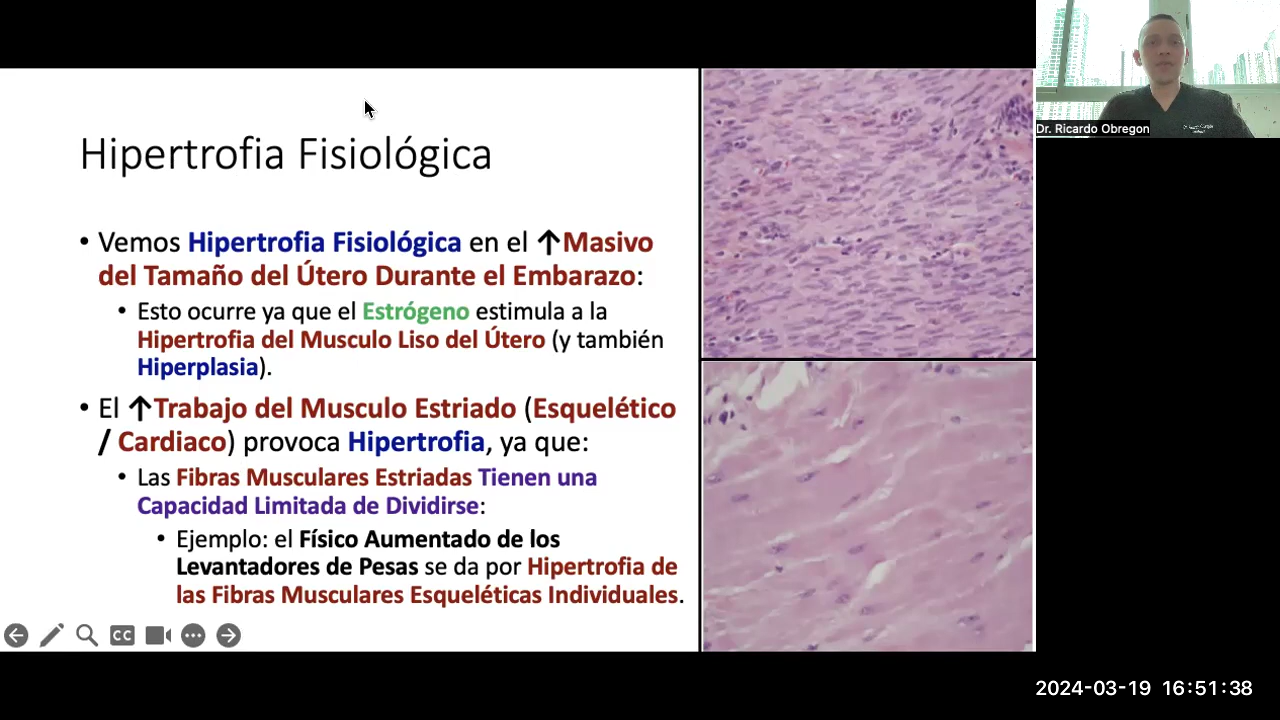 Hipertrofia Fisiológica
• Vemos Hipertrofia Fisiológica en el ↑Masivo
del Tamaño del Útero Durante el Embarazo:
• Esto ocurre ya que el Estrógeno estimula a la
Hipertrofia del Musculo Liso del Útero (y también
Hiperplasia).
• El ↑Trabajo del Musculo Estriado (Esquelético
/ Cardiaco) provoca Hipertrofia, ya que:
• Las Fibras Musculares Estriadas Tienen una
Capacidad Limitada de Dividirse:
• Ejemplo: el Físico Aumentado de los
Levantadores de Pesas se da por Hipertrofia de
las Fibras Musculares Esqueléticas Individuales.
CC
Dr. Ricardo Obregon
2024-03-19 16:51:38